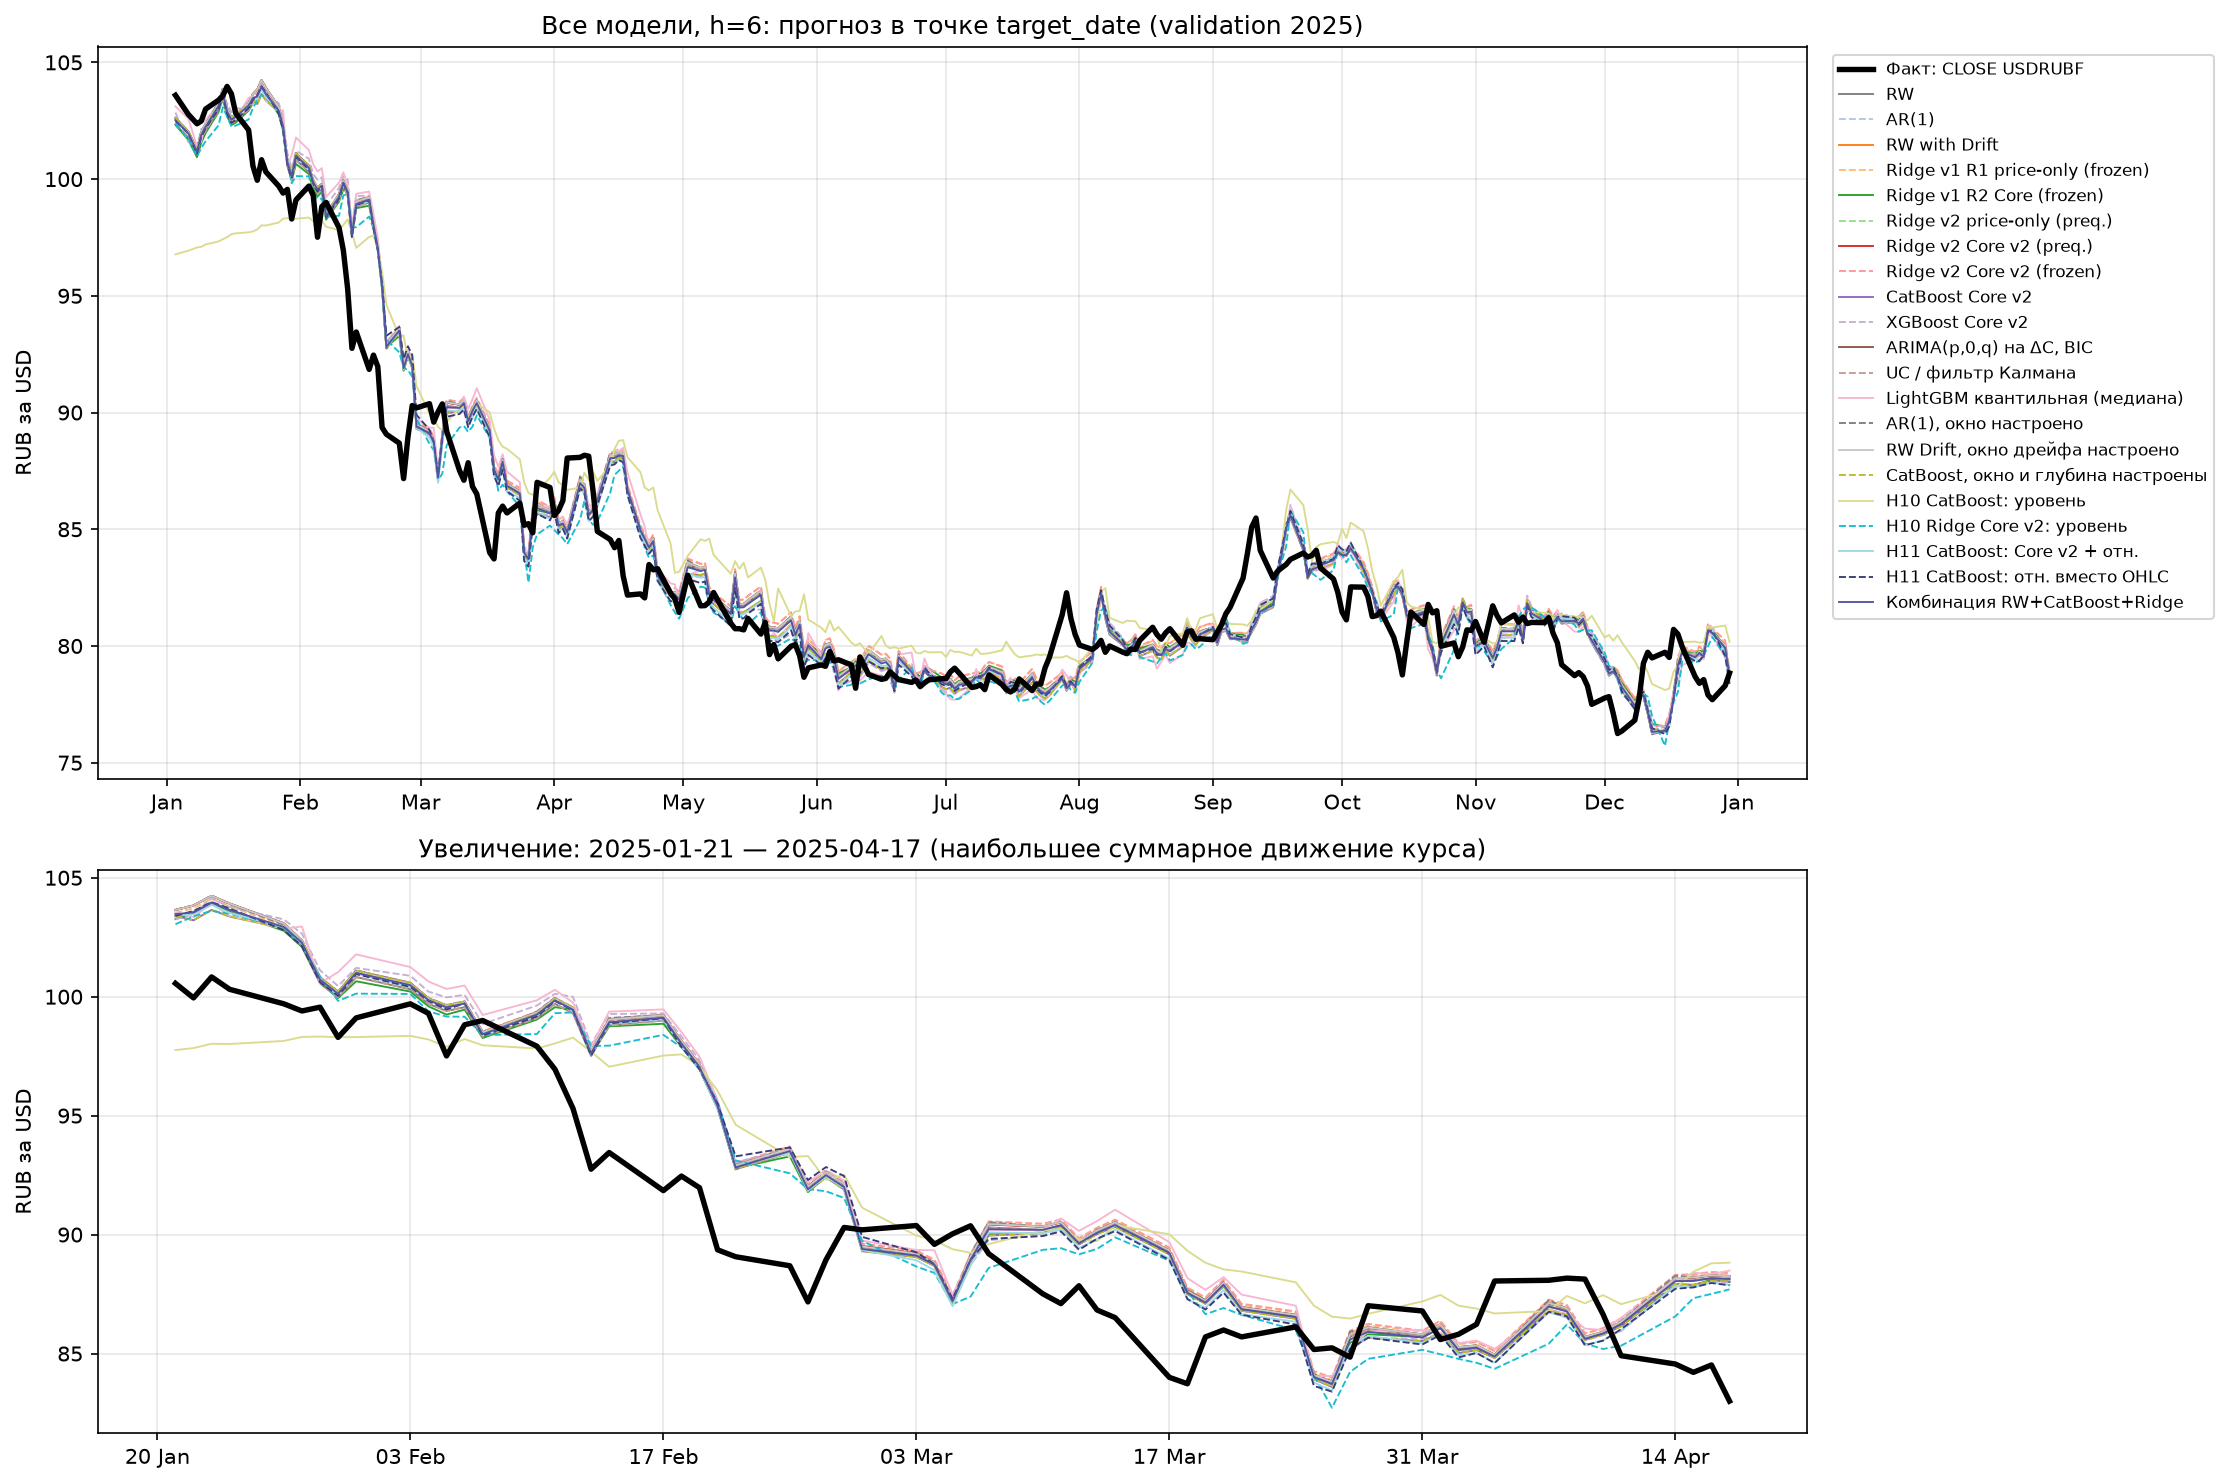 Все модели, h=6: прогноз в точке target_date (validation 2025)
105
100
95
90
85
80
75
RUB за USD
Jan
Feb
Mar
Apr
May
Jun
Jul
Aug
Sep
Oct
Nov
Dec
Jan
Факт: CLOSE USDRUBF
RW
AR(1)
RW with Drift
Ridge v1 R1 price-only (frozen)
Ridge v1 R2 Core (frozen)
Ridge v2 price-only (preq.)
Ridge v2 Core v2 (preq.)
Ridge v2 Core v2 (frozen)
CatBoost Core v2
XGBoost Core v2
ARIMA(p,0,q) на ΔC, BIC
UC / фильтр Калмана
LightGBM квантильная (медиана)
AR(1), окно настроено
RW Drift, окно дрейфа настроено
CatBoost, окно и глубина настроены
H10 CatBoost: уровень
H10 Ridge Core v2: уровень
H11 CatBoost: Core v2 + отн.
H11 CatBoost: отн. вместо OHLC
Комбинация RW+CatBoost+Ridge
Увеличение: 2025-01-21 — 2025-04-17 (наибольшее суммарное движение курса)
105
100
95
90
85
RUB за USD
20 Jan
03 Feb
17 Feb
03 Mar
17 Mar
31 Mar
14 Apr